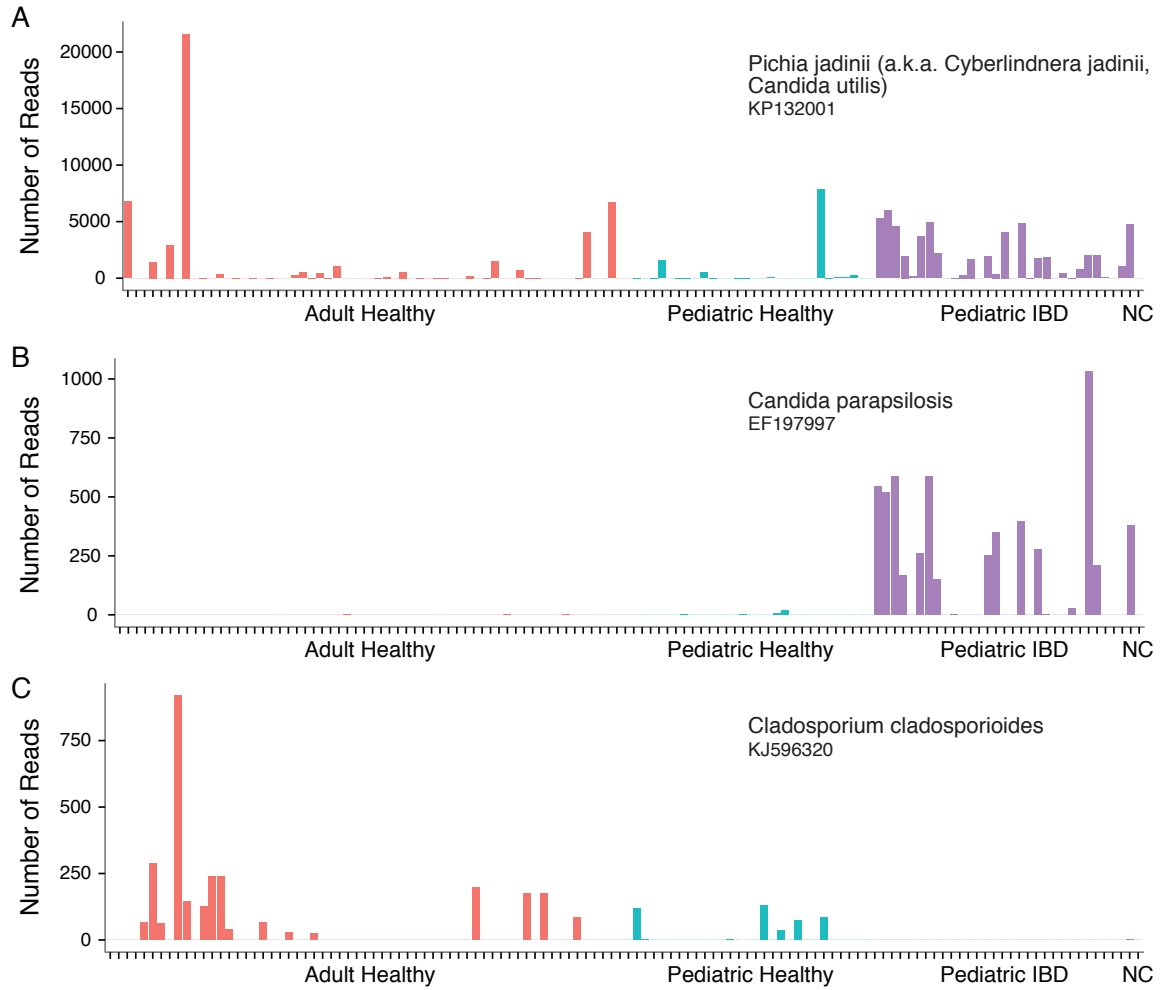 A
Number of Reads
20000
15000
10000
5000
0
Pichia jadinii (a.k.a. Cyberlindnera jadinii,
Candida utilis)
KP132001
Adult Healthy
Pediatric Healthy
Pediatric IBD
NC
B
Number of Reads
1000
750
500
250
0
Candida parapsilosis
EF197997
Adult Healthy
Pediatric Healthy
Pediatric IBD
NC
C
Number of Reads
750
500
250
0
Cladosporium cladosporioides
KJ596320
Adult Healthy
Pediatric Healthy
Pediatric IBD
NC